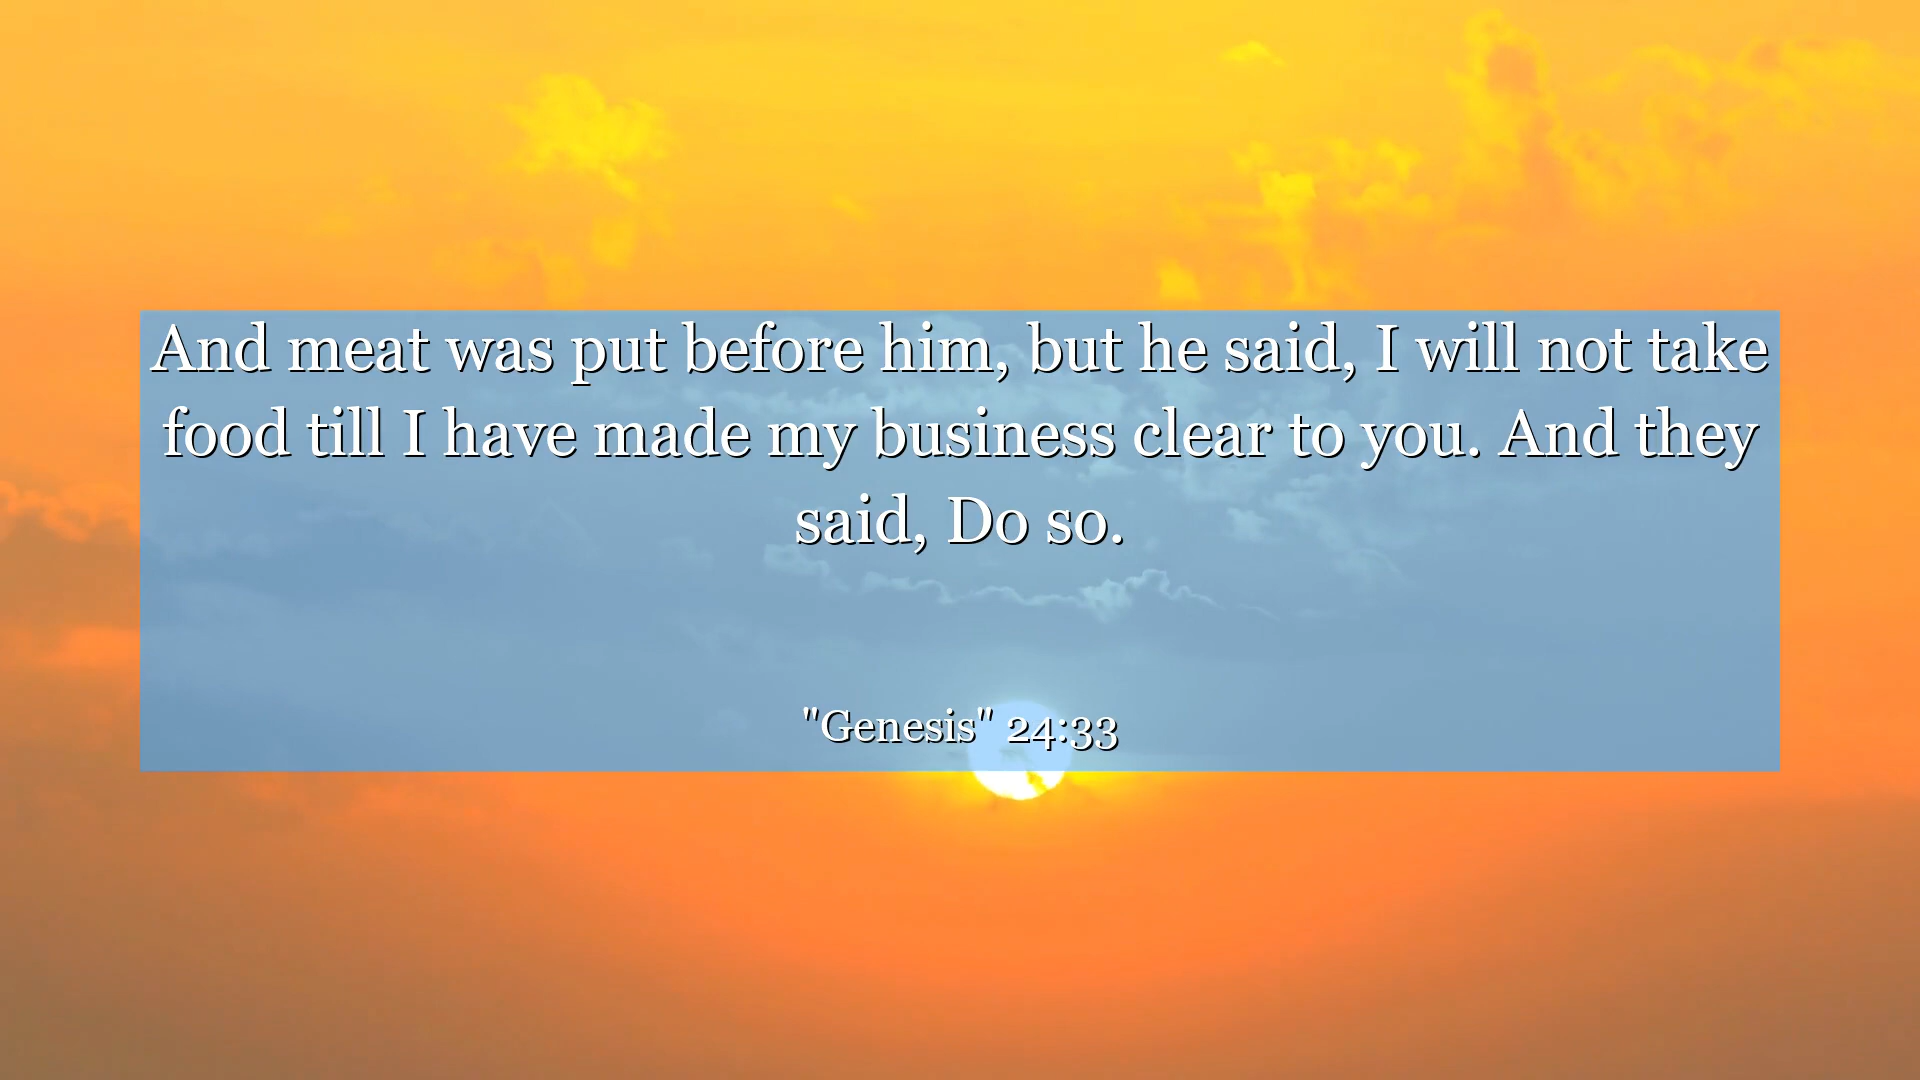 And meat was put before him, but he said, I will not take
food till I have made my business clear to you. And they
said, Do so.
"Genesis" 24:33